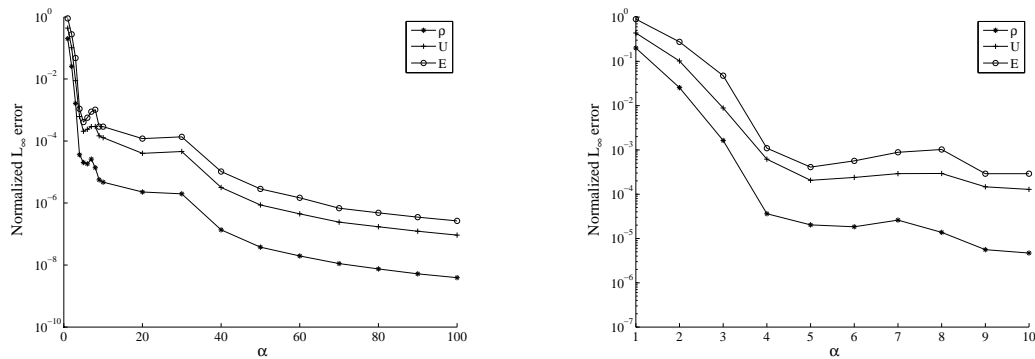 10^0
10^-2
10^-4
10^-6
10^-8
10^-10
Normalized L∞ error
0 20 40 60 80 100
α
ρ
U
E
10^0
10^-1
10^-2
10^-3
10^-4
10^-5
10^-6
10^-7
Normalized L∞ error
1 2 3 4 5 6 7 8 9 10
α
ρ
U
E